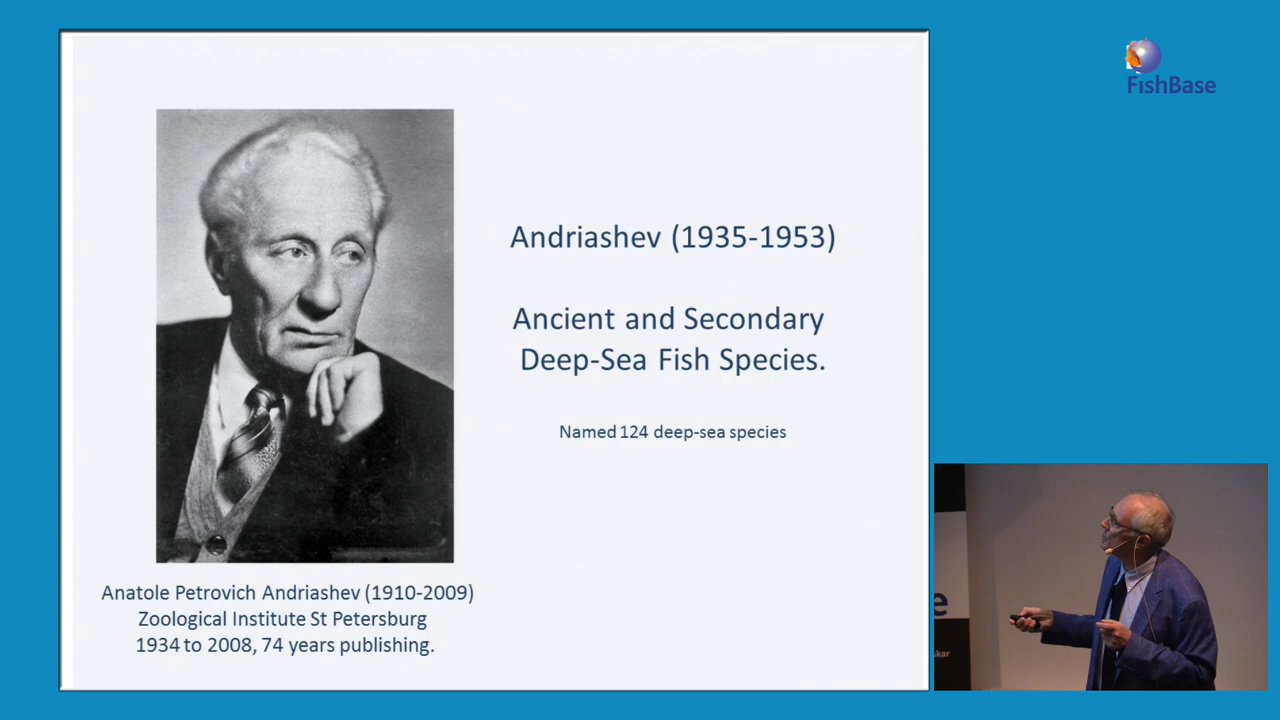 FishBase
Andriashev (1935-1953)
Ancient and Secondary
Deep-Sea Fish Species.
Named 124 deep-sea species
Anatole Petrovich Andriashev (1910-2009)
Zoological Institute St Petersburg
1934 to 2008, 74 years publishing.
e
skar